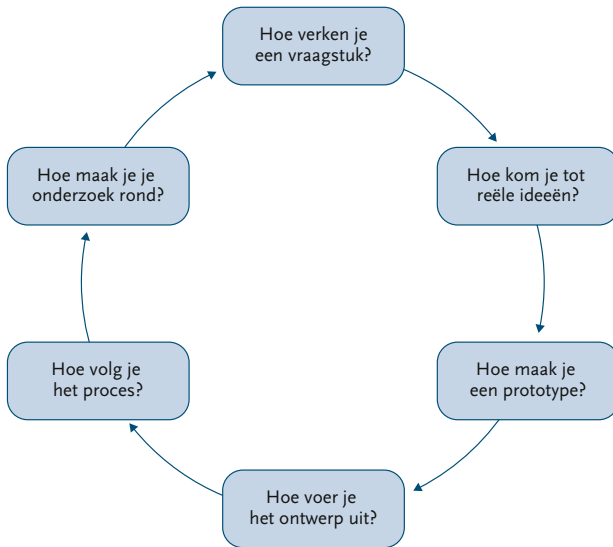 Hoe verken je
een vraagstuk?
Hoe kom je tot
reële ideeën?
Hoe maak je
een prototype?
Hoe voer je
het ontwerp uit?
Hoe volg je
het proces?
Hoe maak je je
onderzoek rond?